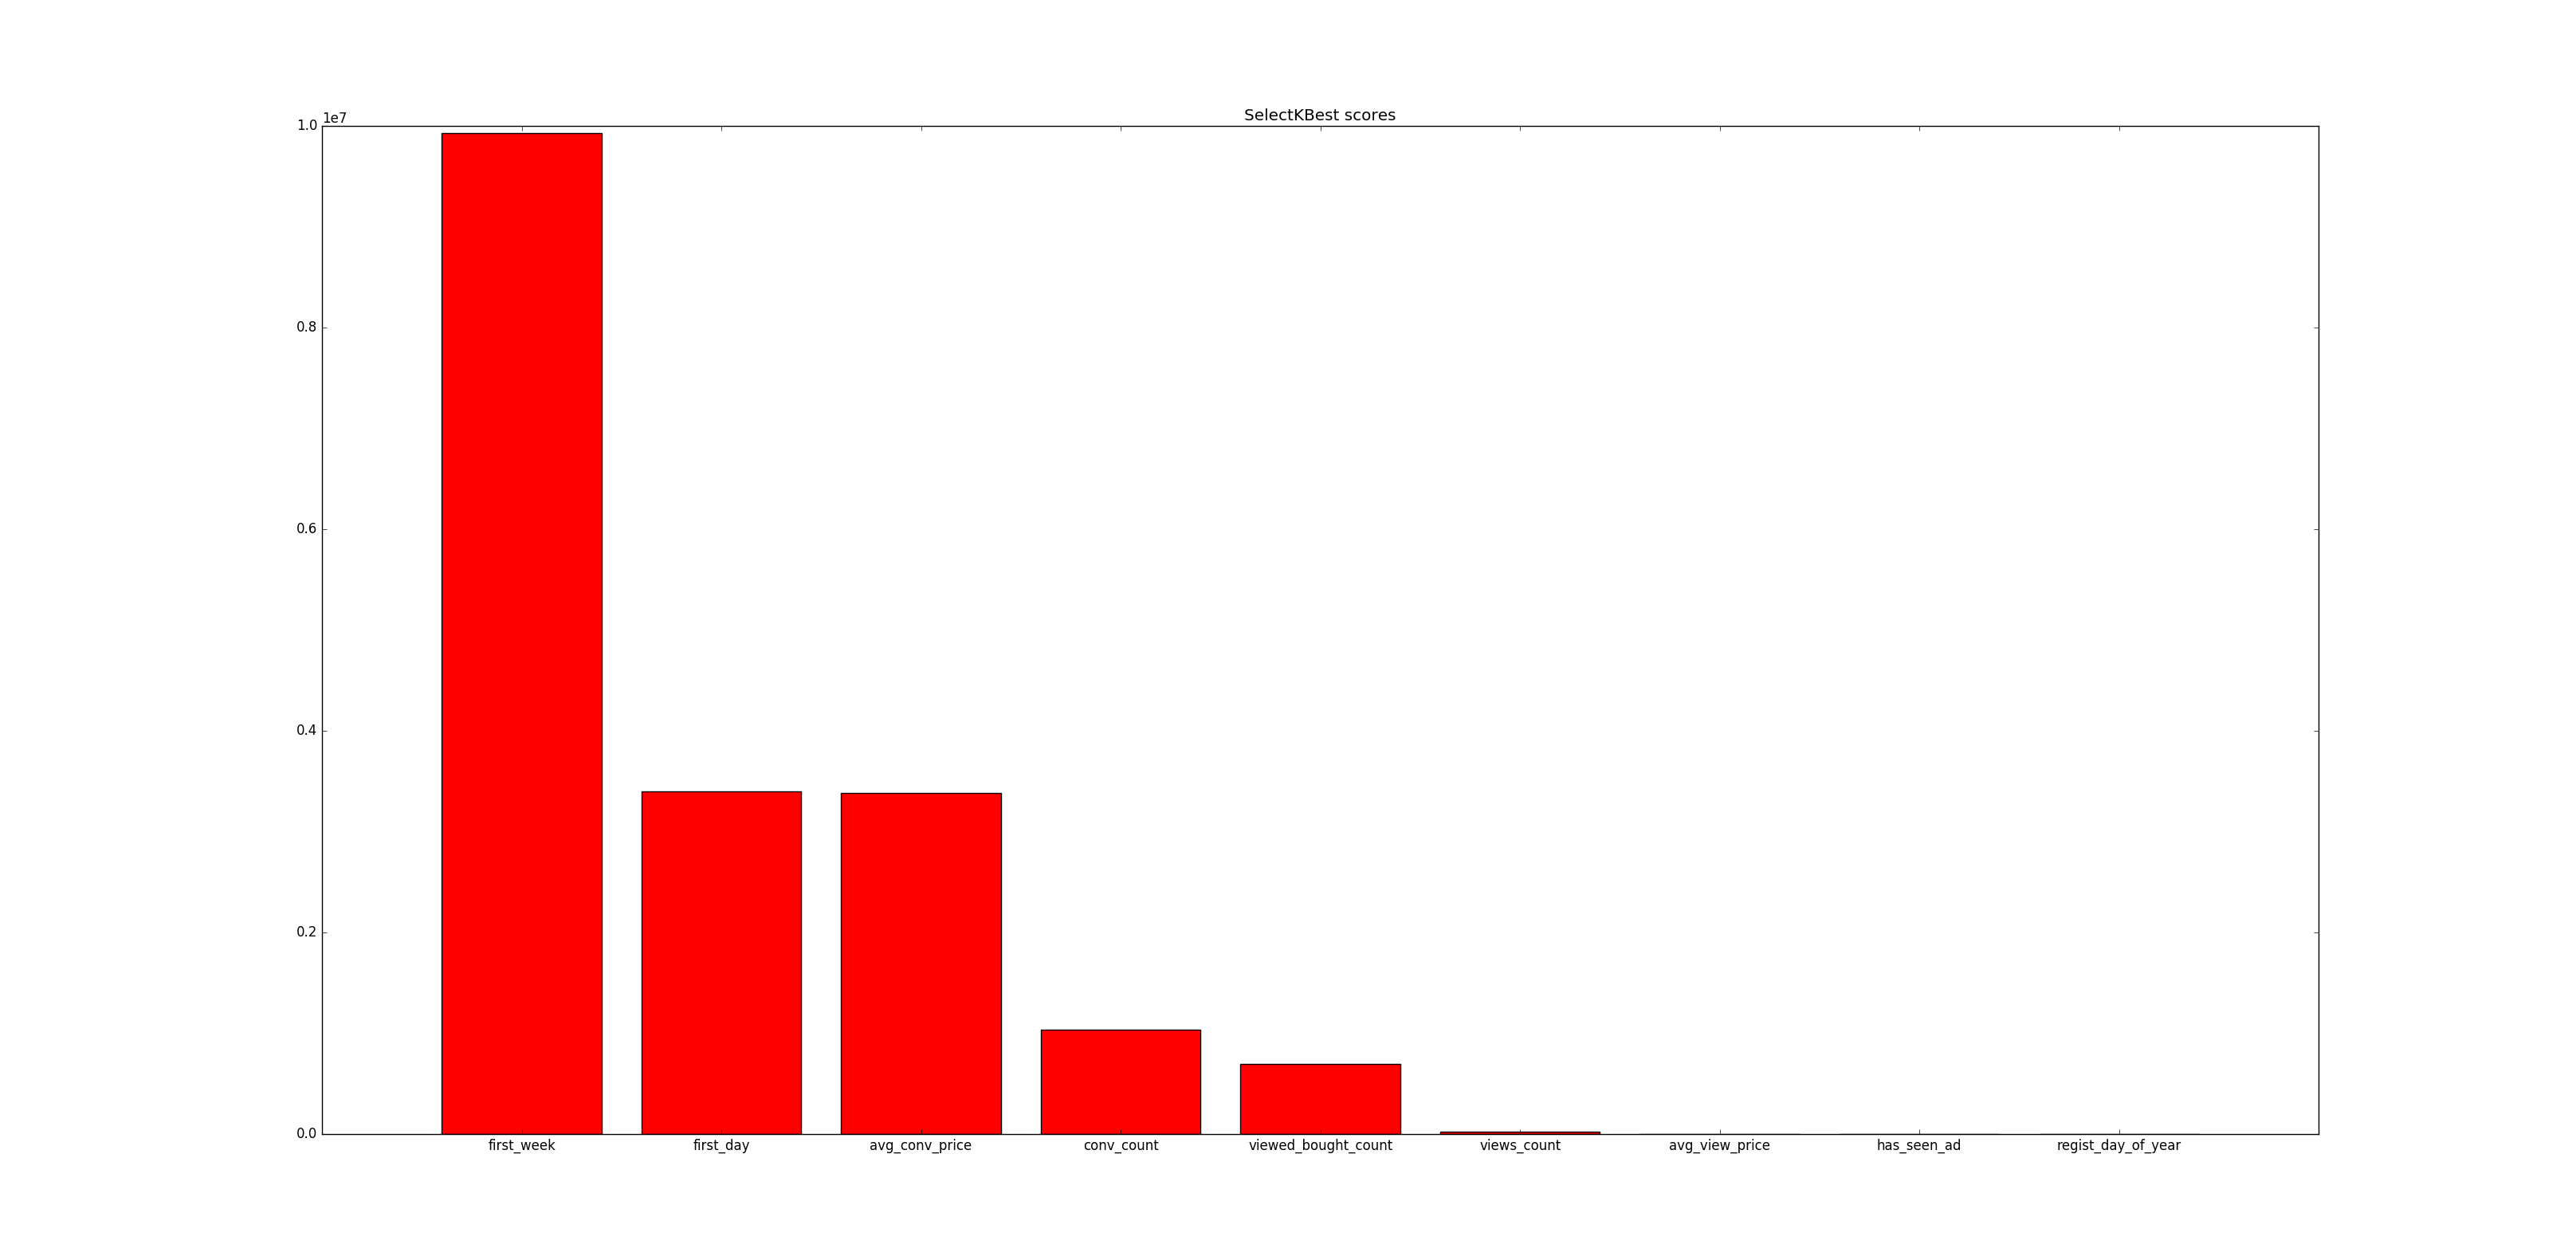 SelectKBest scores
1e7
1.0
0.8
0.6
0.4
0.2
0.0
first_week first_day avg_conv_price conv_count viewed_bought_count views_count avg_view_price has_seen_ad regist_day_of_year